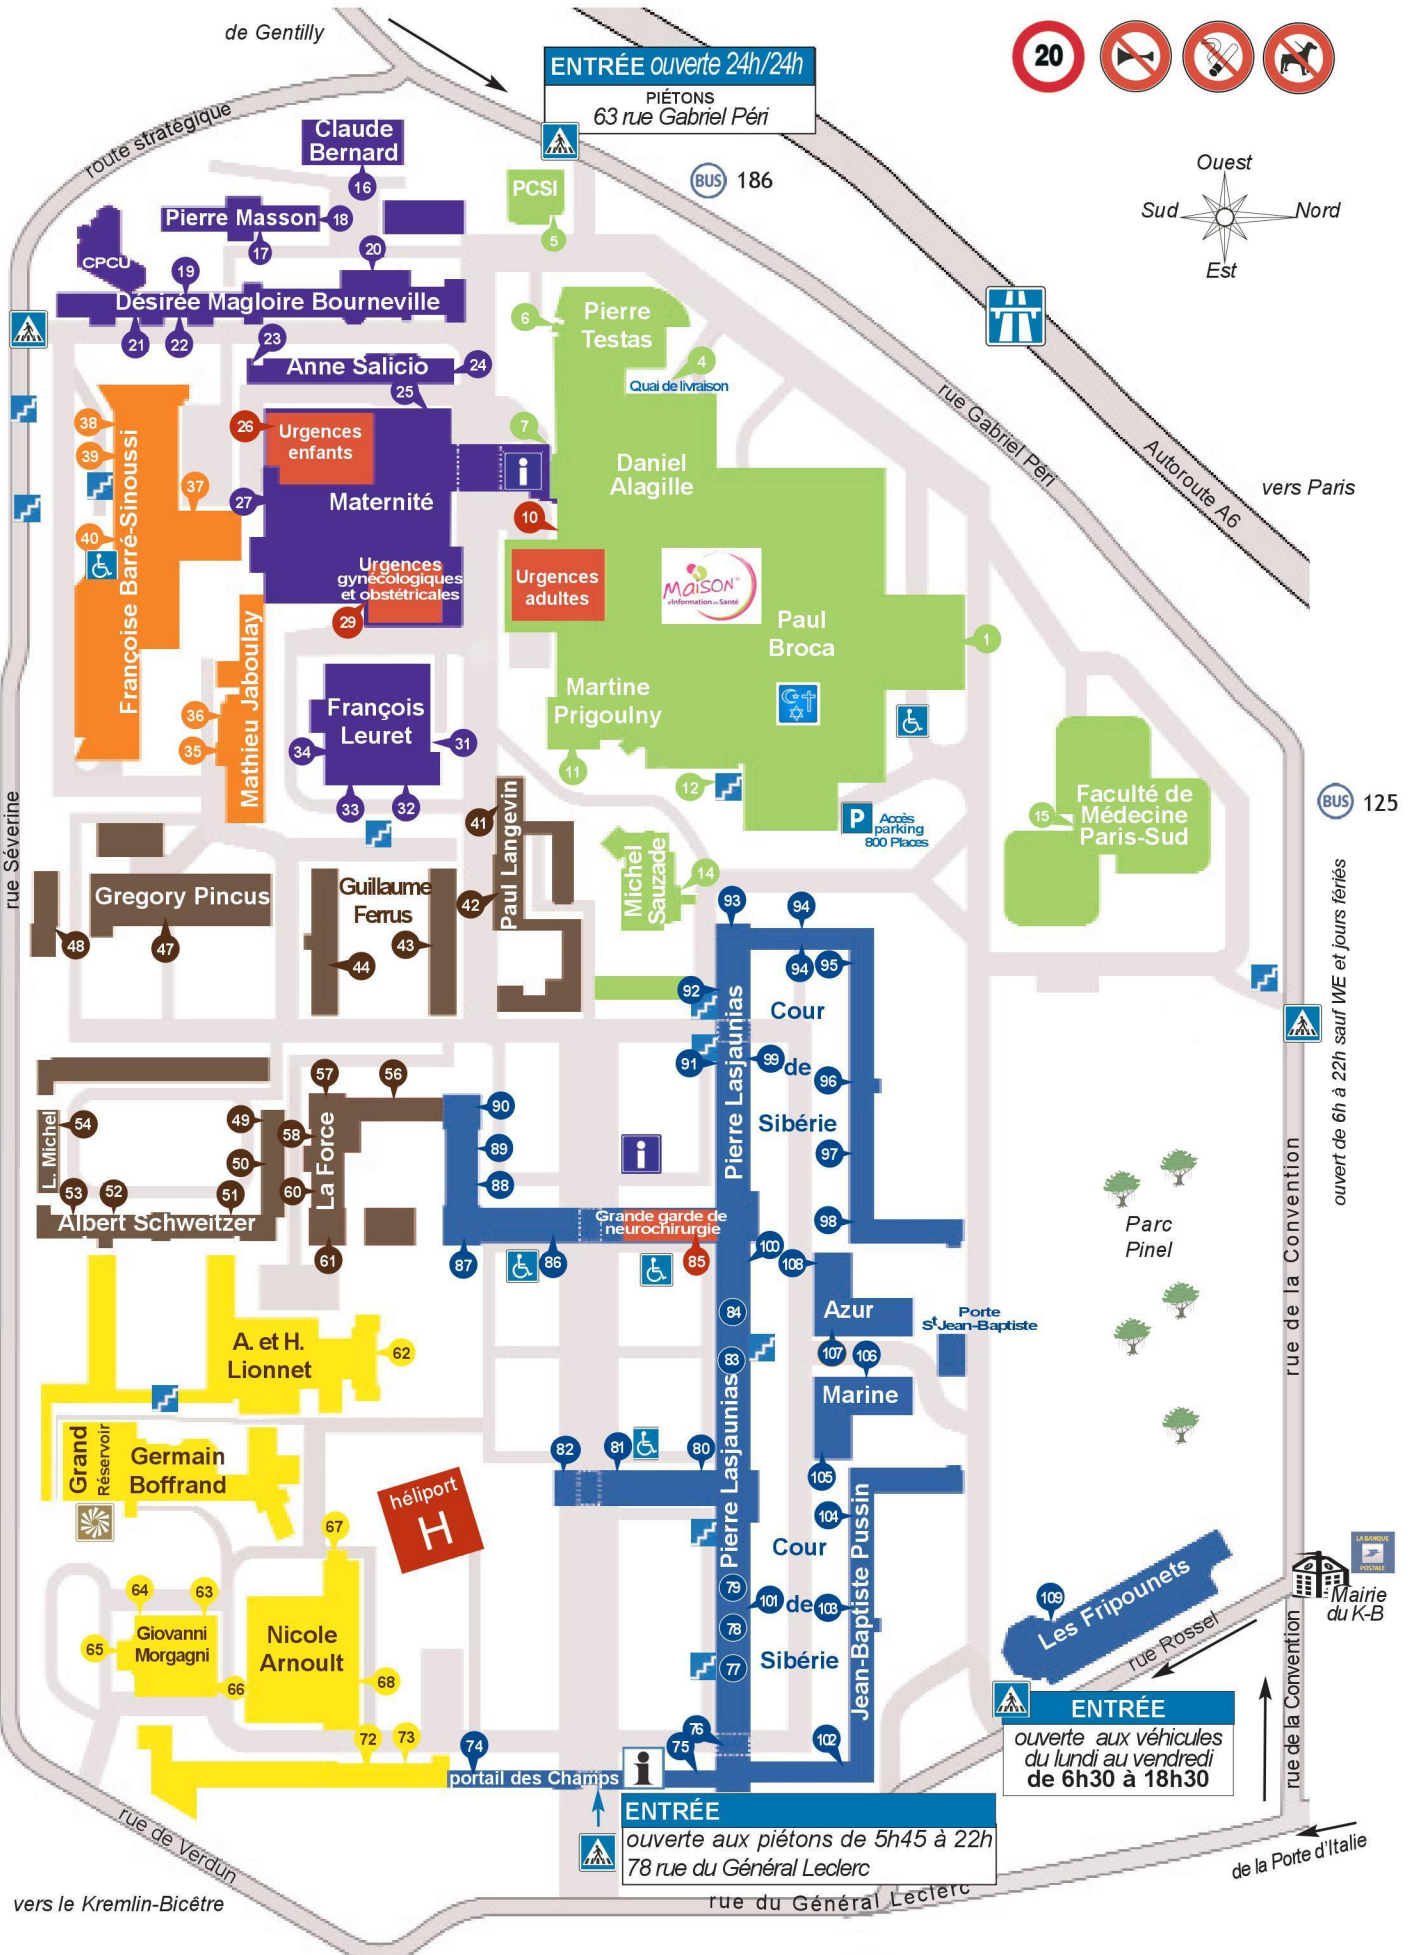 de Gentilly
ENTRÉE ouverte 24h/24h
PIÉTONS
63 rue Gabriel Péri
20
route stratégique
Claude
Bernard
16
BUS 186
Ouest
Sud
Nord
Est
PCSI
5
Pierre Masson
18
17
20
CPCU
19
Désirée Magloire Bourneville
21
22
23
Anne Salicio
24
25
6
Pierre
Testas
4
Quai de livraison
rue Gabriel Péri
Autoroute A6
vers Paris
38
39
37
40
Françoise Barré-Sinoussi
26
Urgences
enfants
27
Maternité
i
7
10
Urgences
gynécologiques
et obstétricales
29
Daniel
Alagille
Urgences
adultes
MaiSON
d'Information en Santé
Paul
Broca
1
Martine
Prigoulny
11
12
P
Accès
parking
800 Places
Mathieu Jaboulay
36
35
François
Leuret
34
31
33
32
Faculté de
Médecine
Paris-Sud
15
BUS 125
rue Séverine
41
42
Paul Langevin
Michel
Sauzade
14
Gregory Pincus
48
47
Guillaume
Ferrus
44
43
93
94
94
95
92
91
99
96
97
98
Pierre Lasjaunias
Cour
de
Sibérie
ouvert de 6h à 22h sauf WE et jours fériés
rue de la Convention
L. Michel
54
49
50
53
52
51
Albert Schweitzer
57
56
58
60
61
La Force
90
89
88
87
86
i
Grande garde de
neurochirurgie
85
100
108
Azur
107
106
Marine
105
Porte
St Jean-Baptiste
Parc
Pinel
84
83
A. et H.
Lionnet
62
Grand
Réservoir
Germain
Boffrand
héliport
H
82
81
80
Pierre Lasjaunias
104
Cour
de
Sibérie
79
101
103
78
77
Jean-Baptiste Pussin
67
64
63
65
Giovanni
Morgagni
66
Nicole
Arnoult
68
72
73
74
76
75
102
portail des Champs
i
109
Les Fripounets
LA BANQUE
POSTALE
Mairie
du K-B
rue Rossel
rue de la Convention
ENTRÉE
ouverte aux véhicules
du lundi au vendredi
de 6h30 à 18h30
ENTRÉE
ouverte aux piétons de 5h45 à 22h
78 rue du Général Leclerc
rue de Verdun
vers le Kremlin-Bicêtre
rue du Général Leclerc
de la Porte d'Italie